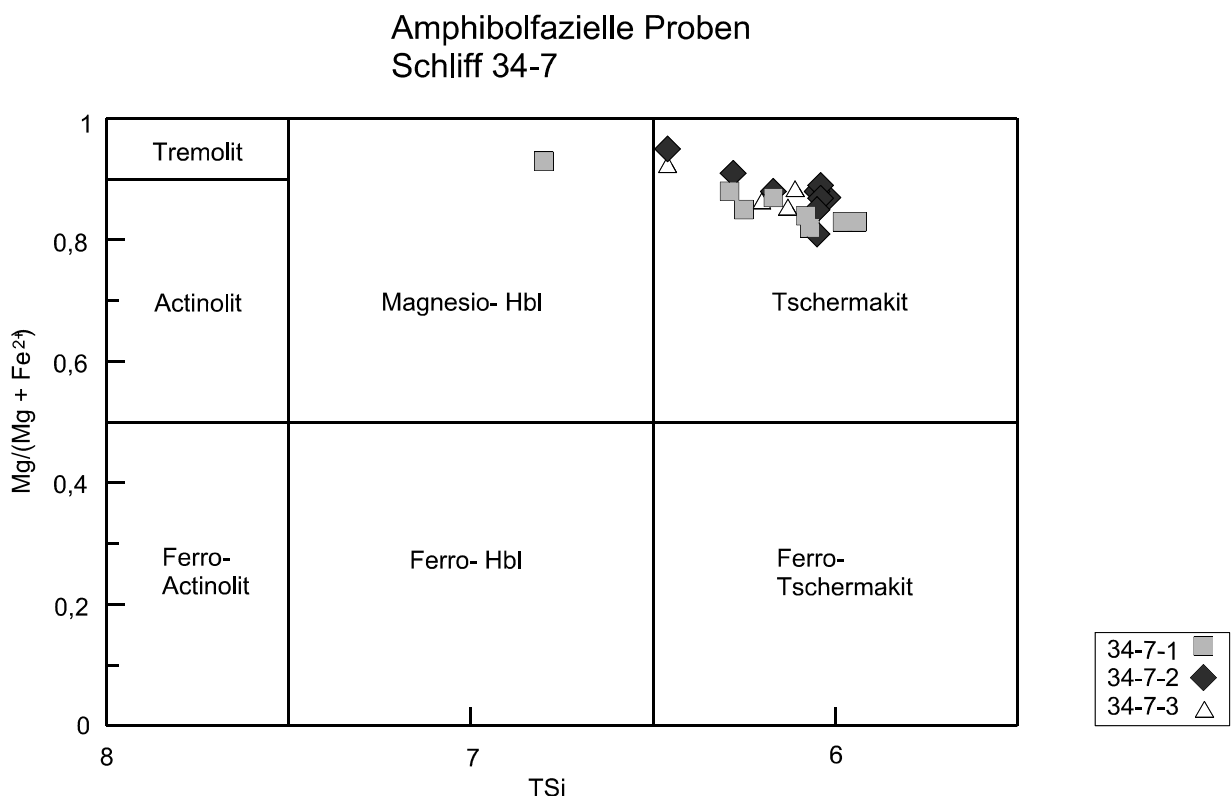 Amphibolfazielle Proben
Schliff 34-7
1
0,8
0,6
0,4
0,2
0
Mg/(Mg + Fe²⁺)
Tremolit
Actinolit
Magnesio- Hbl
Tschermakit
Ferro-
Actinolit
Ferro- Hbl
Ferro-
Tschermakit
8
7
6
TSi
34-7-1
34-7-2
34-7-3